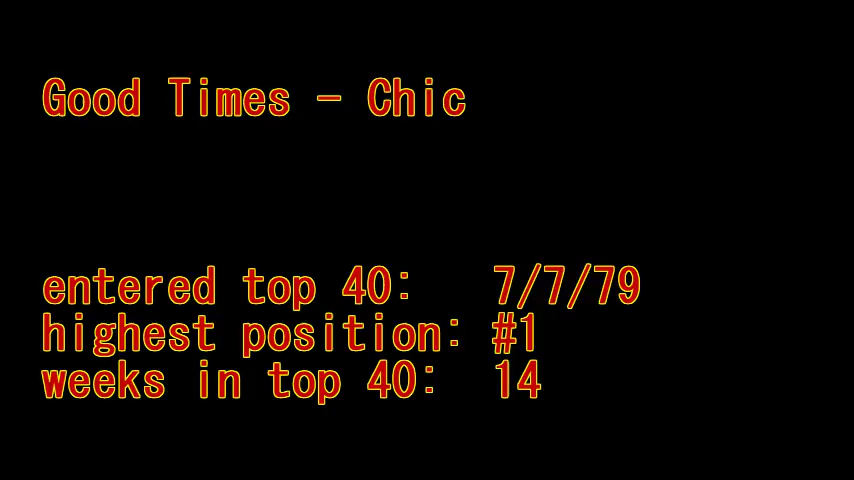 Good Times - Chic
entered top 40: 7/7/79
highest position: #1
weeks in top 40: 14